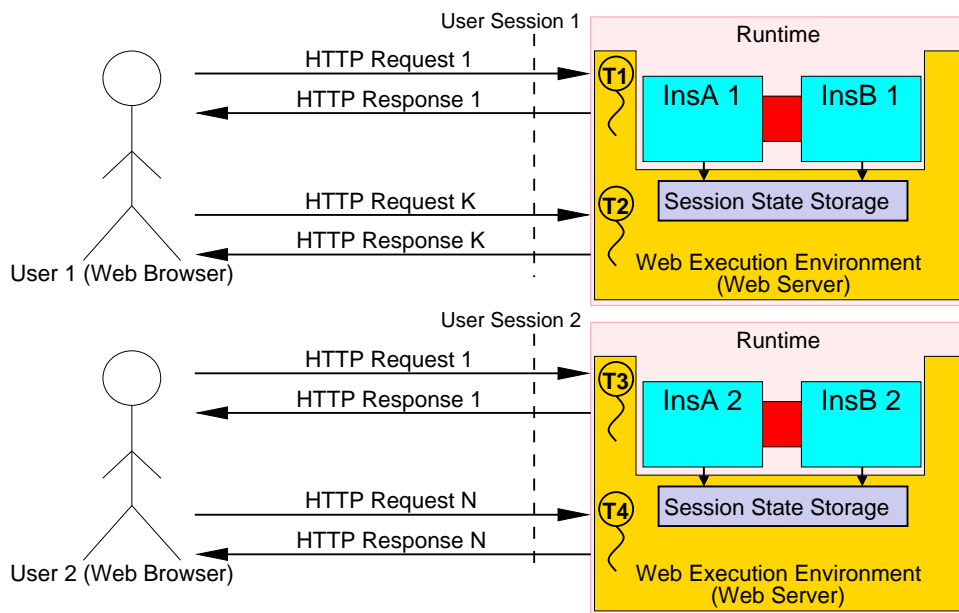 User Session 1
HTTP Request 1
HTTP Response 1
HTTP Request K
HTTP Response K
User 1 (Web Browser)
Runtime
T1
InsA 1
InsB 1
T2
Session State Storage
Web Execution Environment
(Web Server)
User Session 2
HTTP Request 1
HTTP Response 1
HTTP Request N
HTTP Response N
User 2 (Web Browser)
Runtime
T3
InsA 2
InsB 2
T4
Session State Storage
Web Execution Environment
(Web Server)